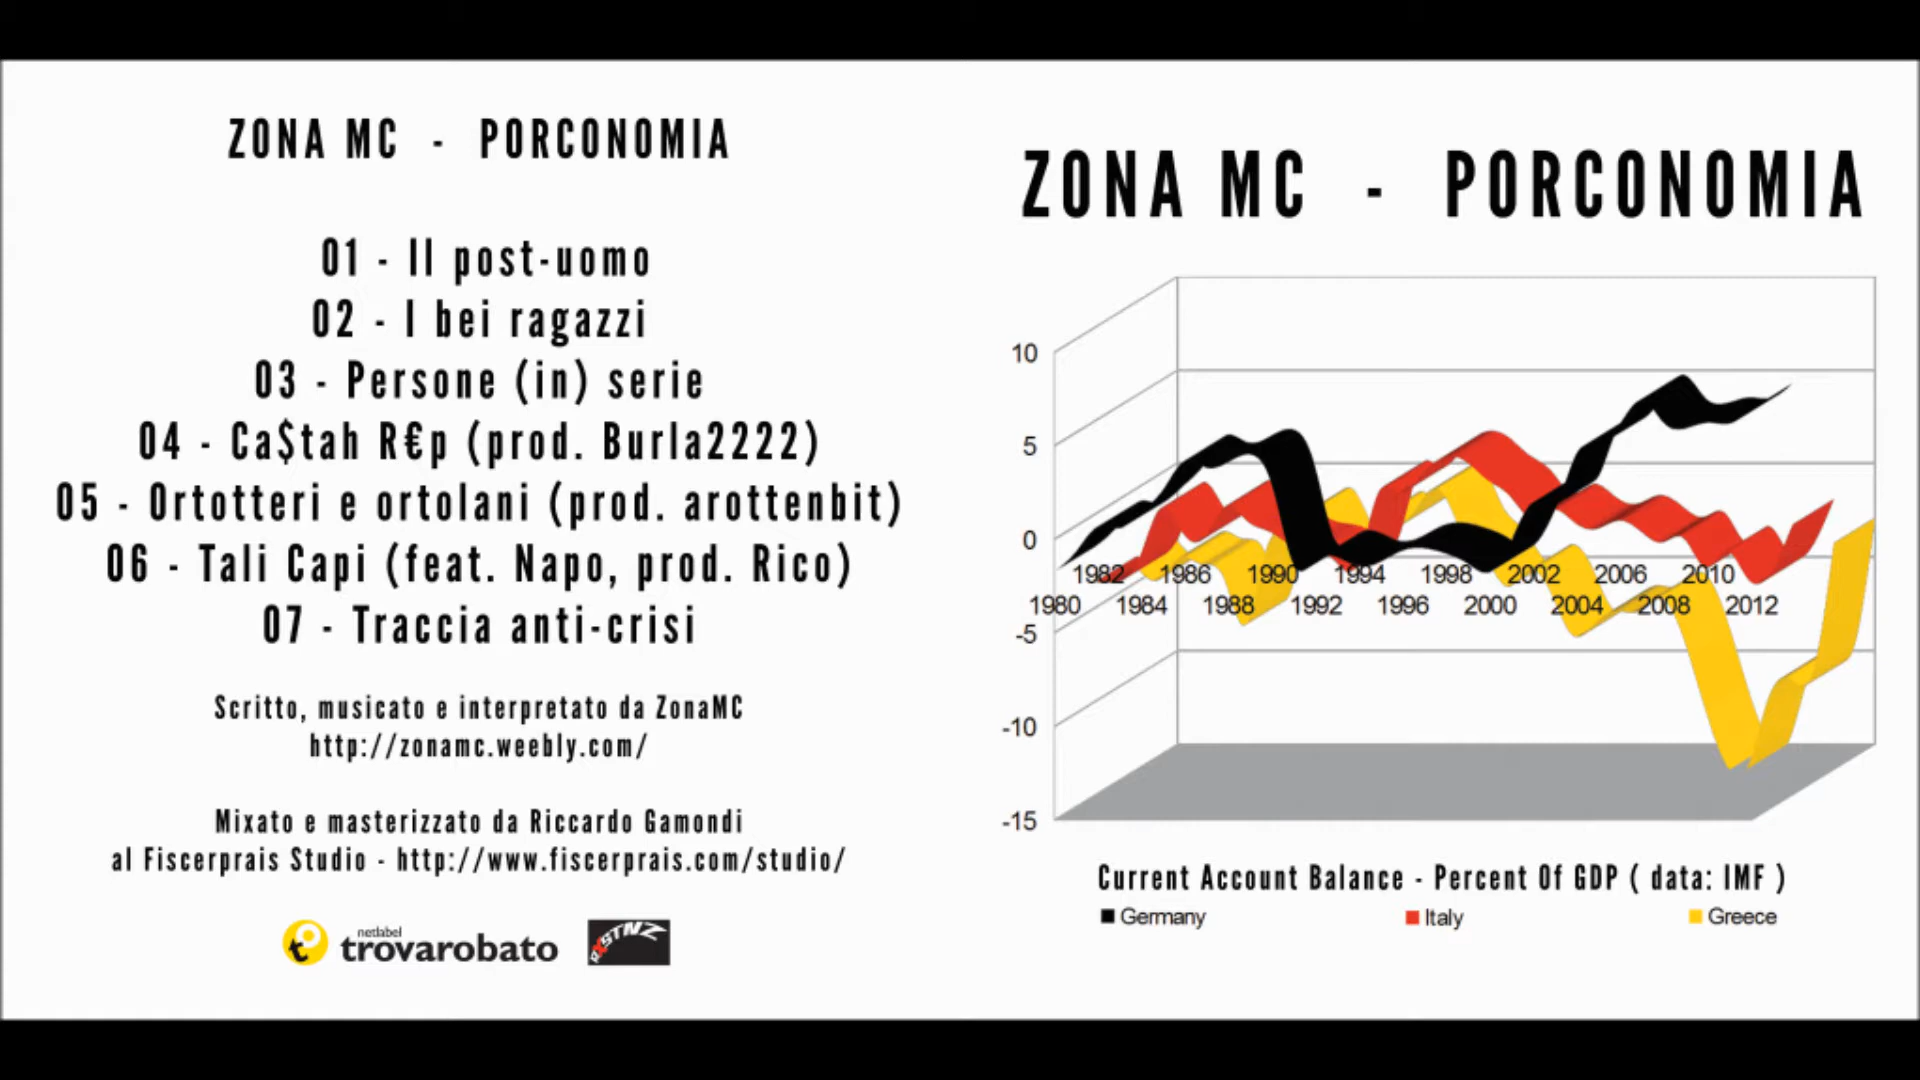 ZONA MC - PORCONOMIA
01 - Il post-uomo
02 - I bei ragazzi
03 - Persone (in) serie
04 - Ca$tah R€p (prod. Burla2222)
05 - Ortotteri e ortolani (prod. arottenbit)
06 - Tali Capi (feat. Napo, prod. Rico)
07 - Traccia anti-crisi
Scritto, musicato e interpretato da ZonaMC
http://zonamc.weebly.com/
Mixato e masterizzato da Riccardo Gamondi
al Fiscerprais Studio - http://www.fiscerprais.com/studio/
netlabel
trovarobato
ZONA MC - PORCONOMIA
10
5
0
-5
-10
-15
1982 1986 1990 1994 1998 2002 2006 2010
1980 1984 1988 1992 1996 2000 2004 2008 2012
Current Account Balance - Percent Of GDP ( data: IMF )
Germany Italy Greece